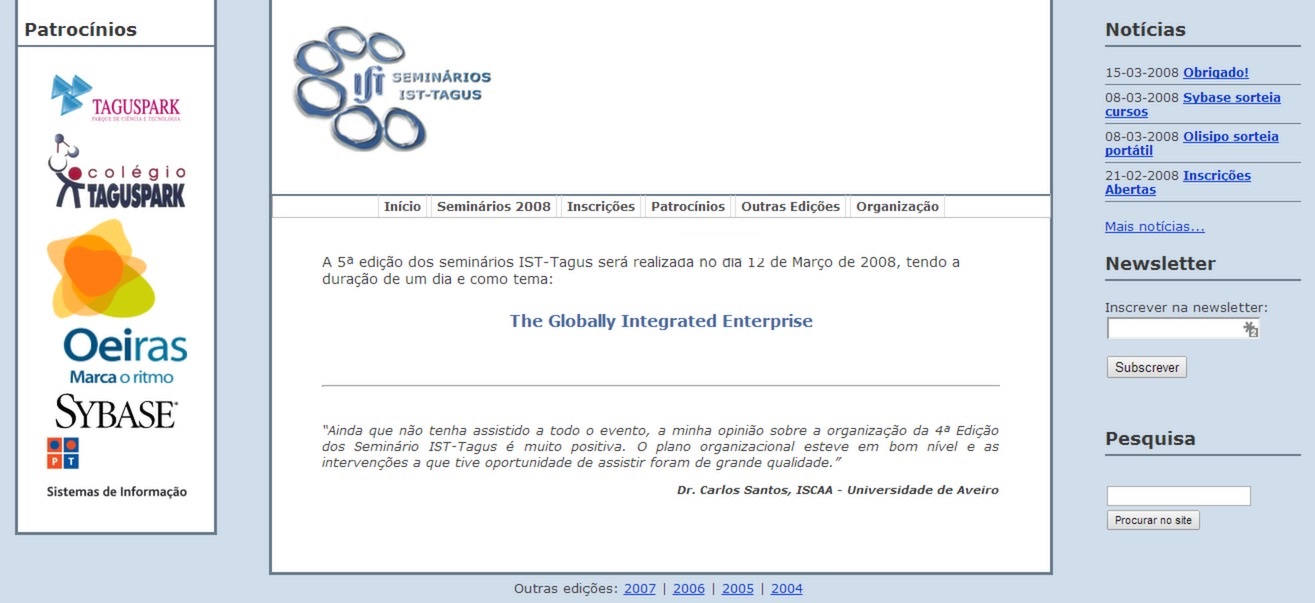 Patrocínios
TAGUSPARK
PARQUE DE CIÊNCIA E TECNOLOGIA
colégio
TAGUSPARK
Oeiras
Marca o ritmo
SYBASE
P T
Sistemas de Informação
IST SEMINÁRIOS
IST-TAGUS
Início Seminários 2008 Inscrições Patrocínios Outras Edições Organização
A 5ª edição dos seminários IST-Tagus será realizada no dia 12 de Março de 2008, tendo a
duração de um dia e como tema:
The Globally Integrated Enterprise
“Ainda que não tenha assistido a todo o evento, a minha opinião sobre a organização da 4ª Edição
dos Seminário IST-Tagus é muito positiva. O plano organizacional esteve em bom nível e as
intervenções a que tive oportunidade de assistir foram de grande qualidade.”
Dr. Carlos Santos, ISCAA - Universidade de Aveiro
Notícias
15-03-2008 Obrigado!
08-03-2008 Sybase sorteia
cursos
08-03-2008 Olisipo sorteia
portátil
21-02-2008 Inscrições
Abertas
Mais notícias...
Newsletter
Inscrever na newsletter:
Subscrever
Pesquisa
Procurar no site
Outras edições: 2007 | 2006 | 2005 | 2004